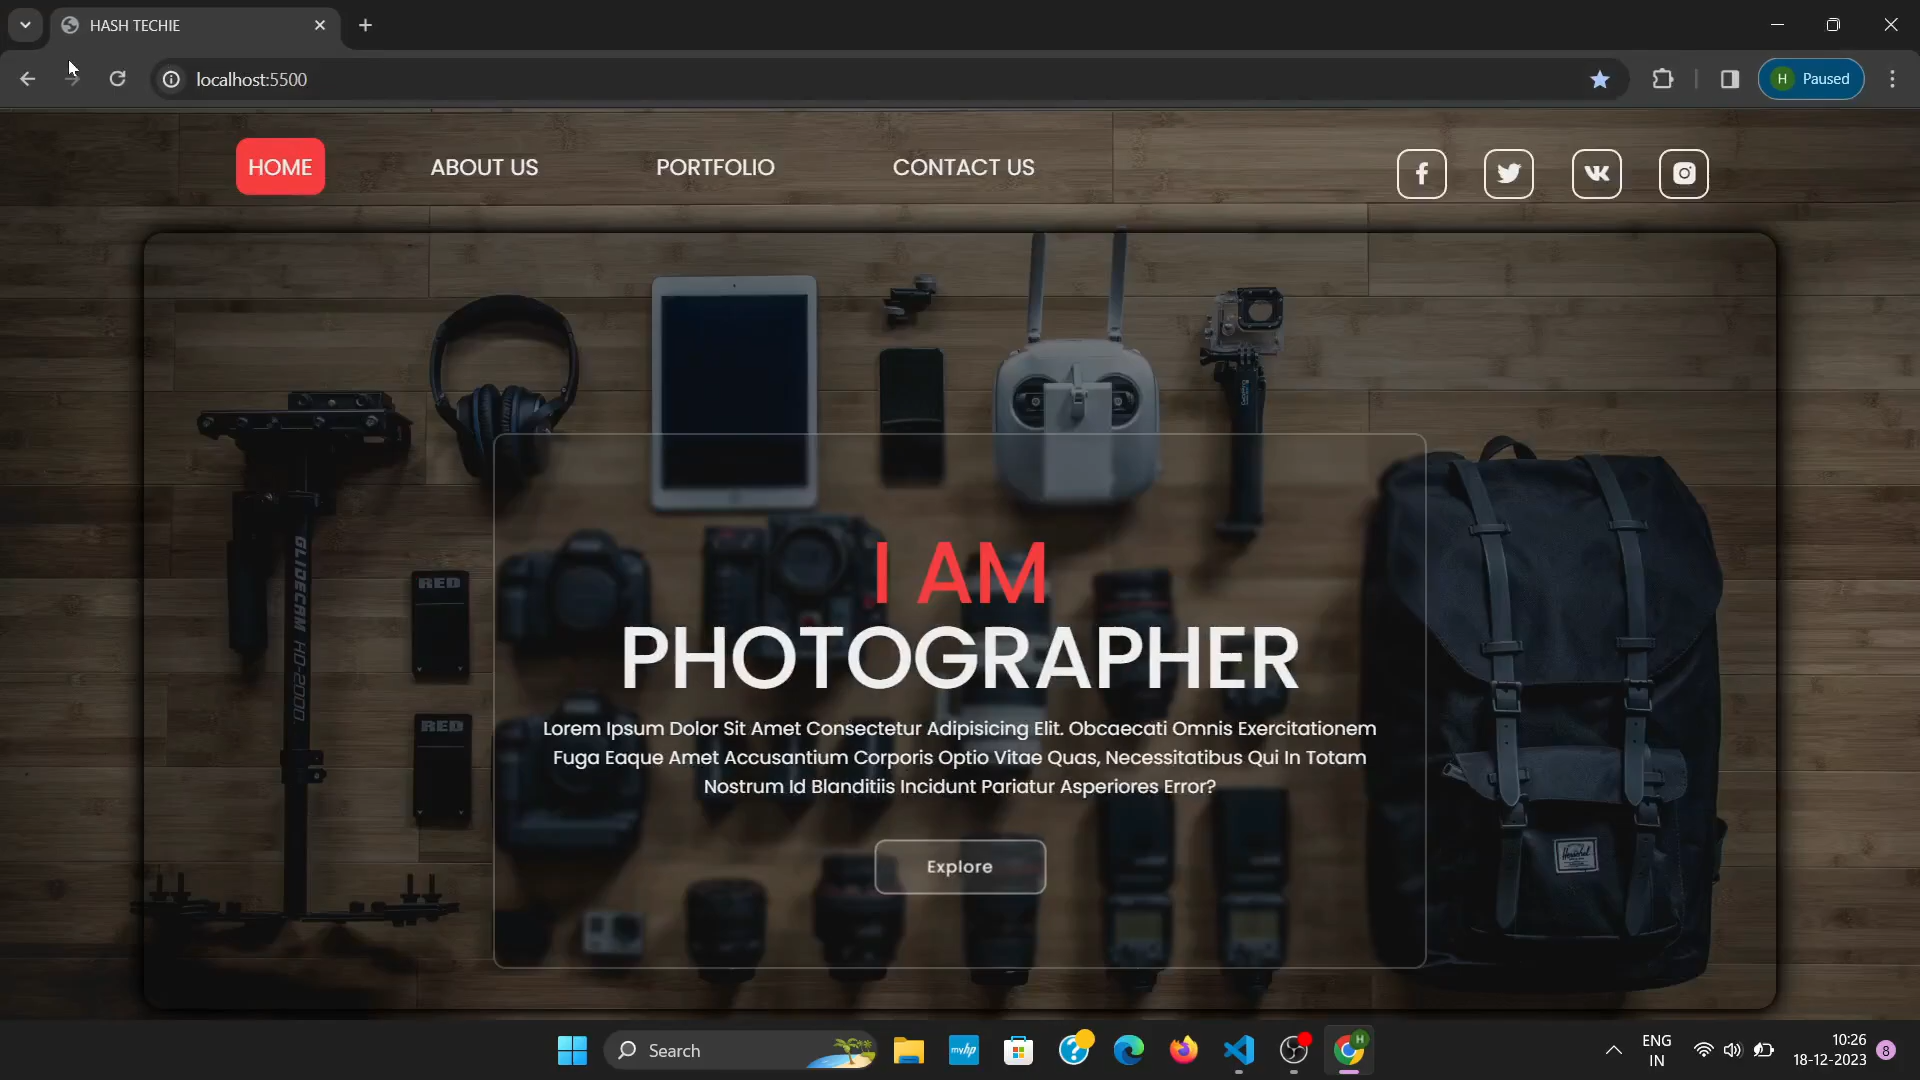 HASH TECHIE
localhost:5500
H Paused
HOME ABOUT US PORTFOLIO CONTACT US
GLIDECAM HD-2000
RED
RED
I AM
PHOTOGRAPHER
Lorem Ipsum Dolor Sit Amet Consectetur Adipisicing Elit. Obcaecati Omnis Exercitationem
Fuga Eaque Amet Accusantium Corporis Optio Vitae Quas, Necessitatibus Qui In Totam
Nostrum Id Blanditiis Incidunt Pariatur Asperiores Error?
Explore
Herschel
Search
myhp
H
ENG
IN
10:26
18-12-2023
8